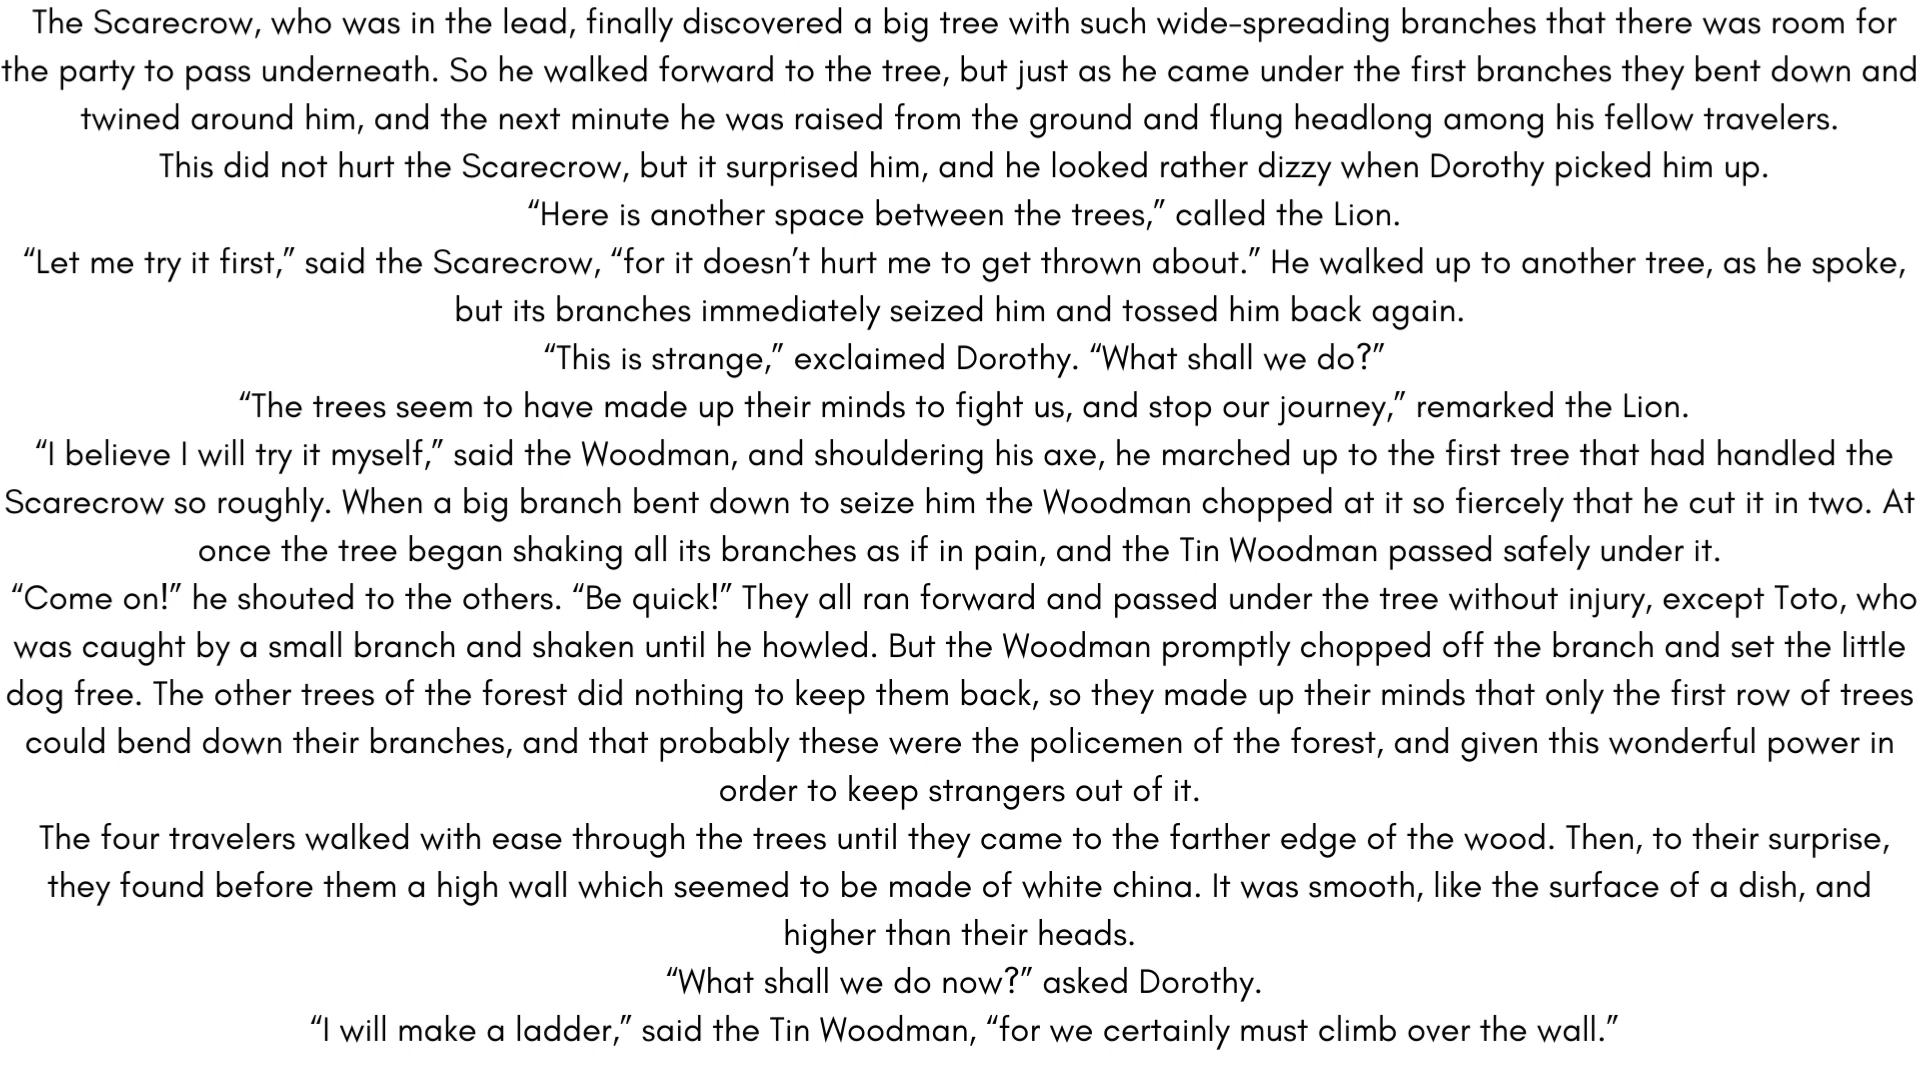 The Scarecrow, who was in the lead, finally discovered a big tree with such wide-spreading branches that there was room for
the party to pass underneath. So he walked forward to the tree, but just as he came under the first branches they bent down and
twined around him, and the next minute he was raised from the ground and flung headlong among his fellow travelers.
This did not hurt the Scarecrow, but it surprised him, and he looked rather dizzy when Dorothy picked him up.
“Here is another space between the trees,” called the Lion.
“Let me try it first,” said the Scarecrow, “for it doesn’t hurt me to get thrown about.” He walked up to another tree, as he spoke,
but its branches immediately seized him and tossed him back again.
“This is strange,” exclaimed Dorothy. “What shall we do?”
“The trees seem to have made up their minds to fight us, and stop our journey,” remarked the Lion.
“I believe I will try it myself,” said the Woodman, and shouldering his axe, he marched up to the first tree that had handled the
Scarecrow so roughly. When a big branch bent down to seize him the Woodman chopped at it so fiercely that he cut it in two. At
once the tree began shaking all its branches as if in pain, and the Tin Woodman passed safely under it.
“Come on!” he shouted to the others. “Be quick!” They all ran forward and passed under the tree without injury, except Toto, who
was caught by a small branch and shaken until he howled. But the Woodman promptly chopped off the branch and set the little
dog free. The other trees of the forest did nothing to keep them back, so they made up their minds that only the first row of trees
could bend down their branches, and that probably these were the policemen of the forest, and given this wonderful power in
order to keep strangers out of it.
The four travelers walked with ease through the trees until they came to the farther edge of the wood. Then, to their surprise,
they found before them a high wall which seemed to be made of white china. It was smooth, like the surface of a dish, and
higher than their heads.
“What shall we do now?” asked Dorothy.
“I will make a ladder,” said the Tin Woodman, “for we certainly must climb over the wall.”